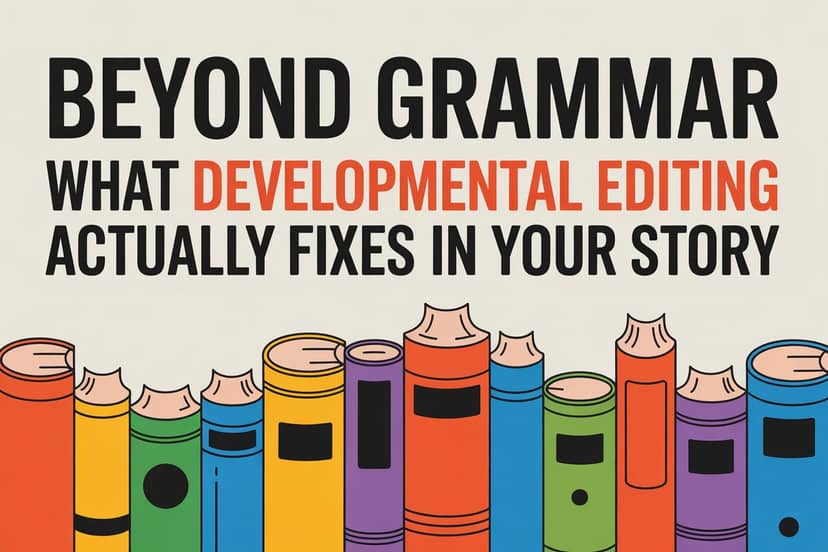 BEYOND GRAMMAR
WHAT DEVELOPMENTAL EDITING
ACTUALLY FIXES IN YOUR STORY